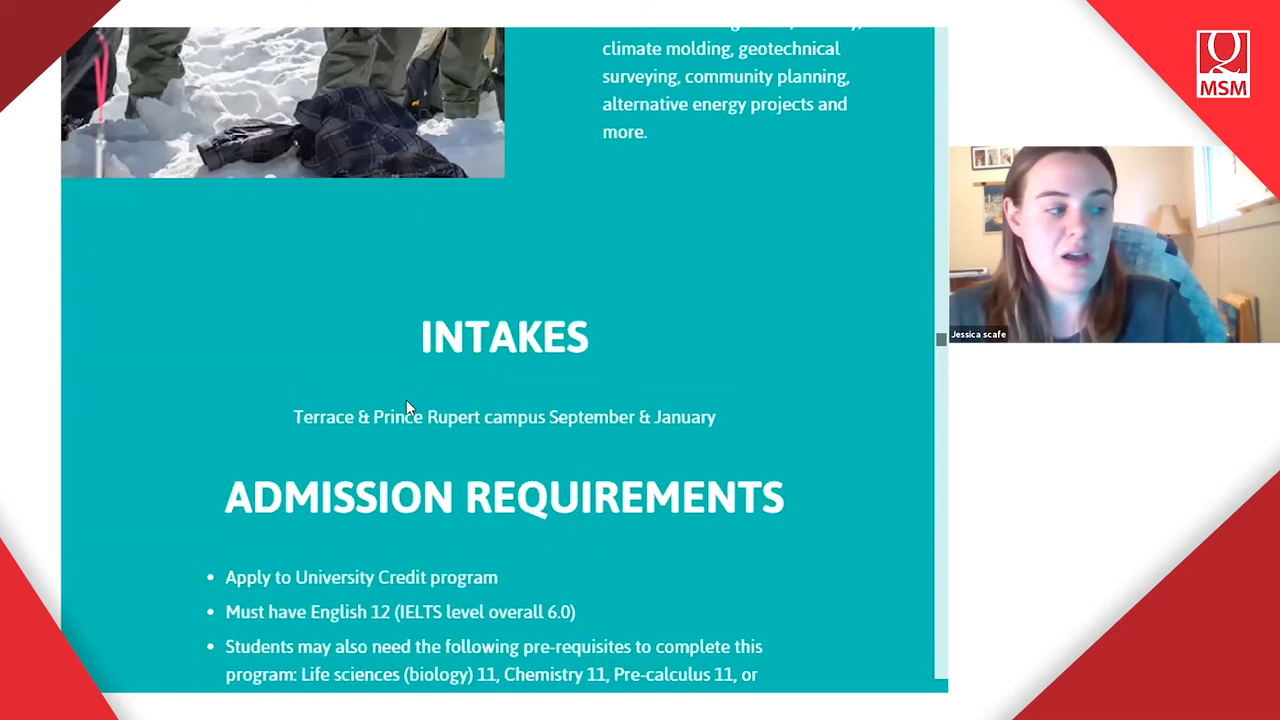 climate molding, geotechnical
surveying, community planning,
alternative energy projects and
more.
INTAKES
Terrace & Prince Rupert campus September & January
ADMISSION REQUIREMENTS
• Apply to University Credit program
• Must have English 12 (IELTS level overall 6.0)
• Students may also need the following pre-requisites to complete this
program: Life sciences (biology) 11, Chemistry 11, Pre-calculus 11, or
Q
MSM
Jessica scafe